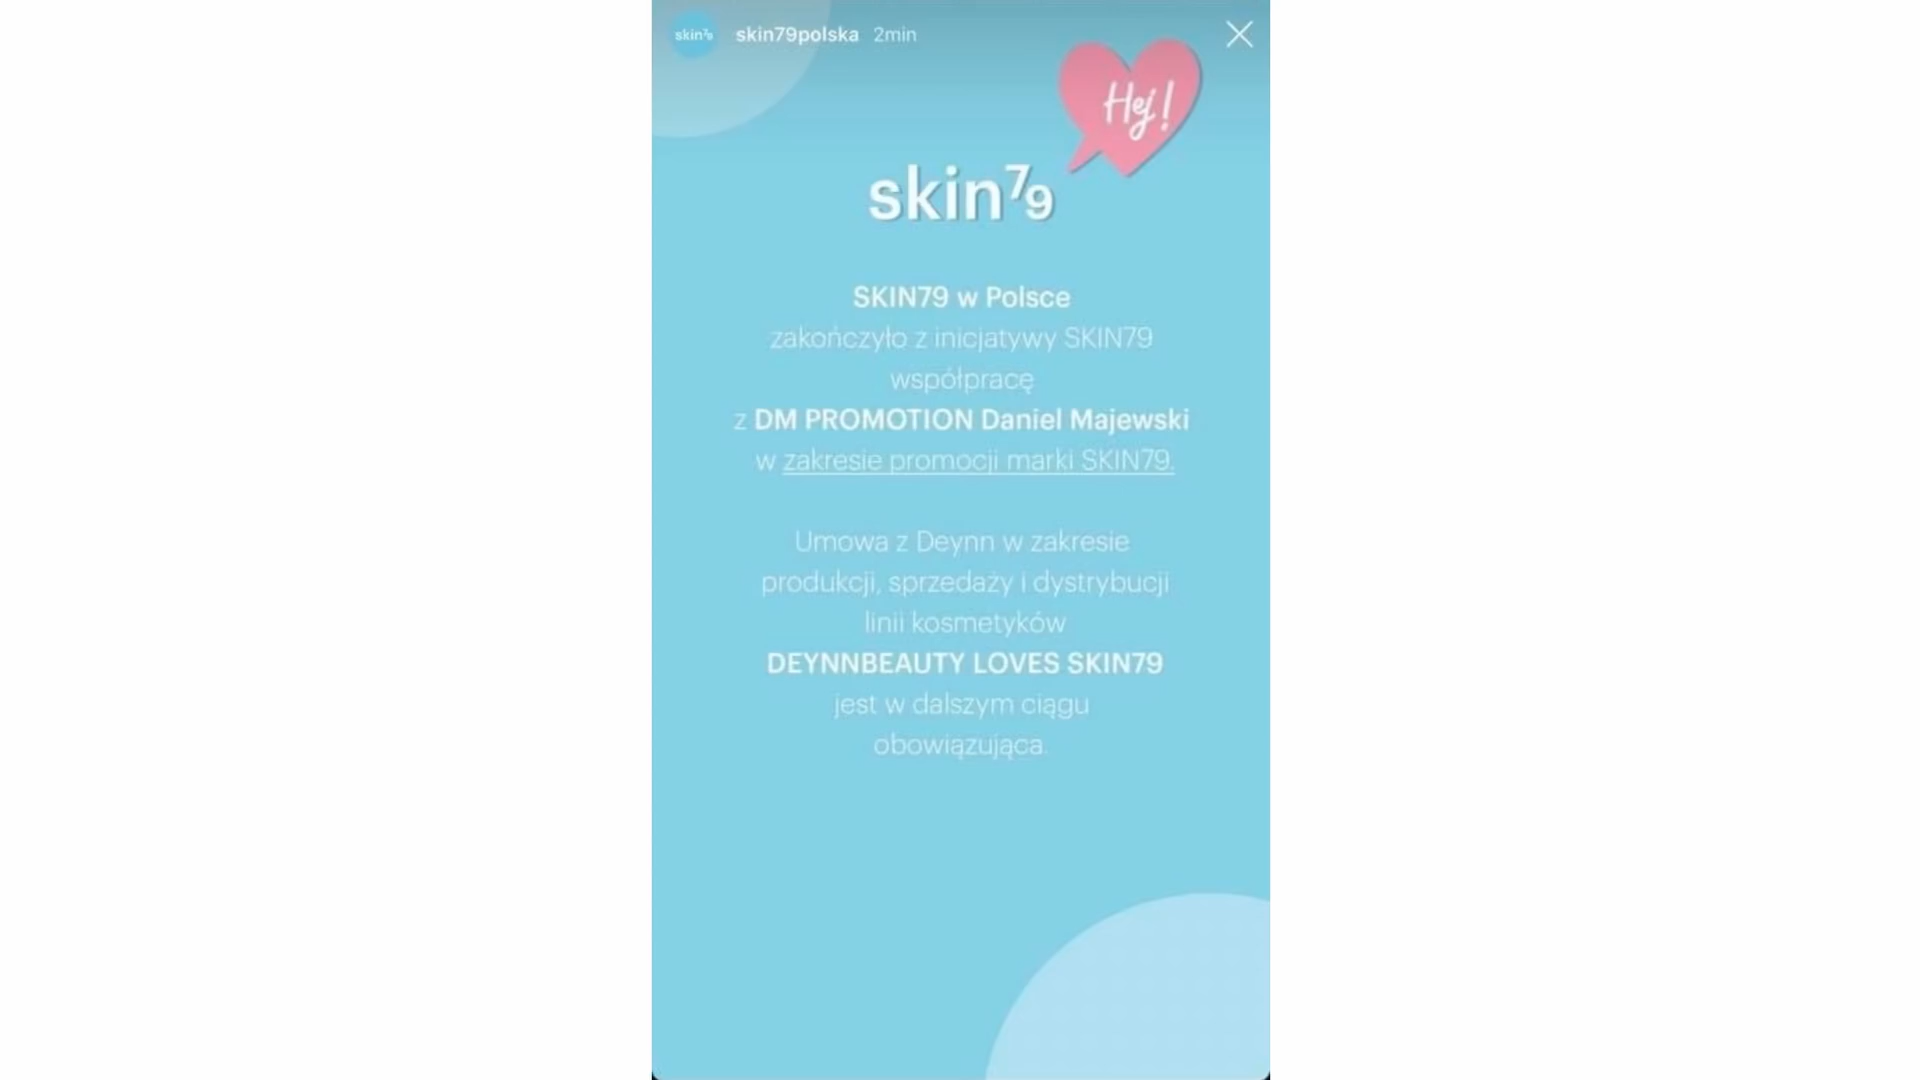 skin79 skin79polska 2min
Hej!
skin79
SKIN79 w Polsce
zakończyło z inicjatywy SKIN79
współpracę
z DM PROMOTION Daniel Majewski
w zakresie promocji marki SKIN79.
Umowa z Deynn w zakresie
produkcji, sprzedaży i dystrybucji
linii kosmetyków
DEYNNBEAUTY LOVES SKIN79
jest w dalszym ciągu
obowiązująca.